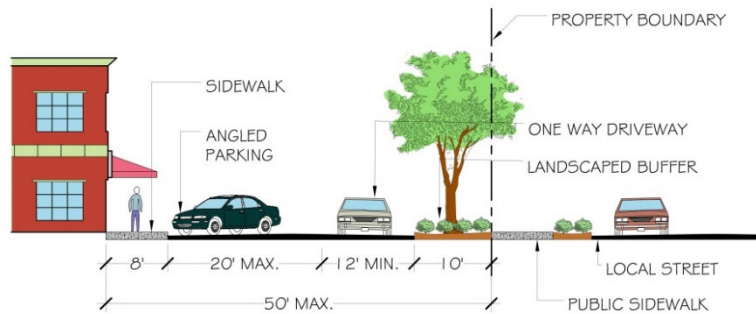 PROPERTY BOUNDARY
SIDEWALK
ANGLED
PARKING
ONE WAY DRIVEWAY
LANDSCAPED BUFFER
8'
20' MAX.
12' MIN.
10'
LOCAL STREET
50' MAX.
PUBLIC SIDEWALK